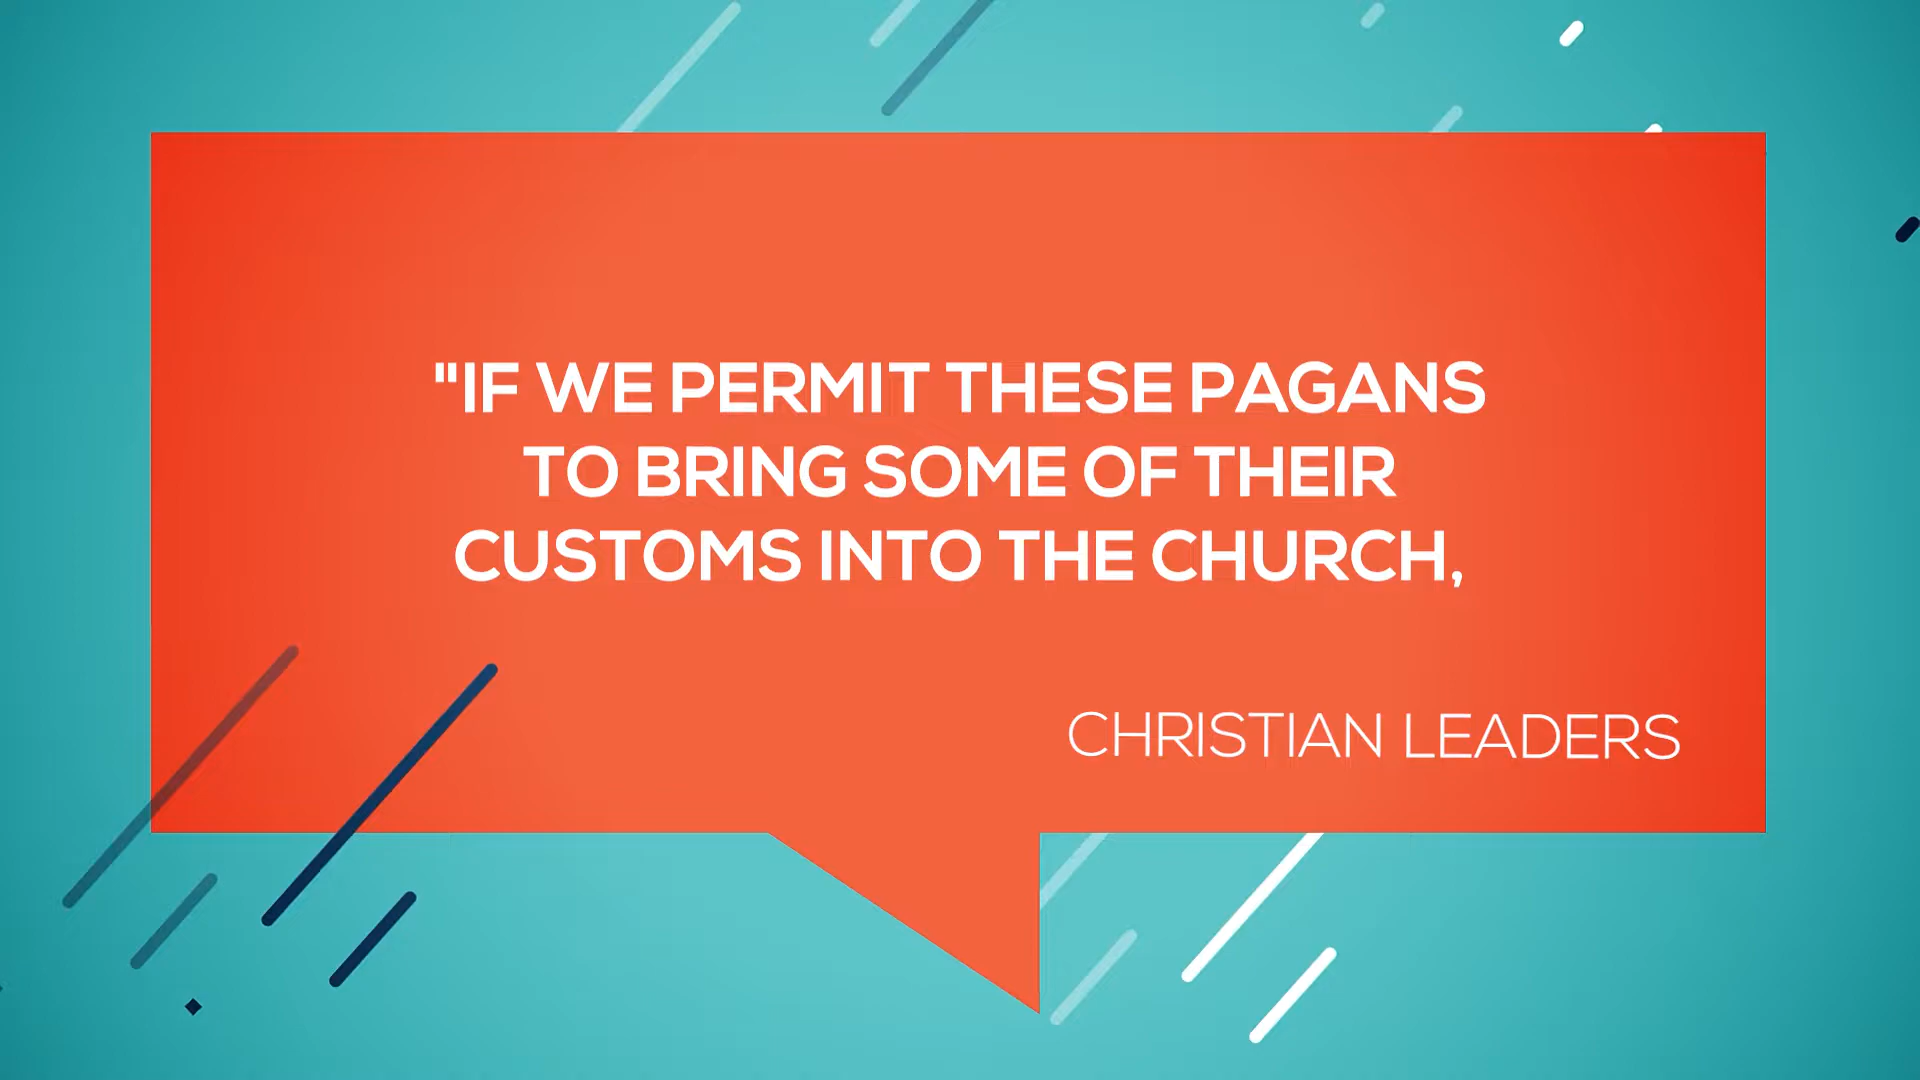 "IF WE PERMIT THESE PAGANS
TO BRING SOME OF THEIR
CUSTOMS INTO THE CHURCH,
CHRISTIAN LEADERS